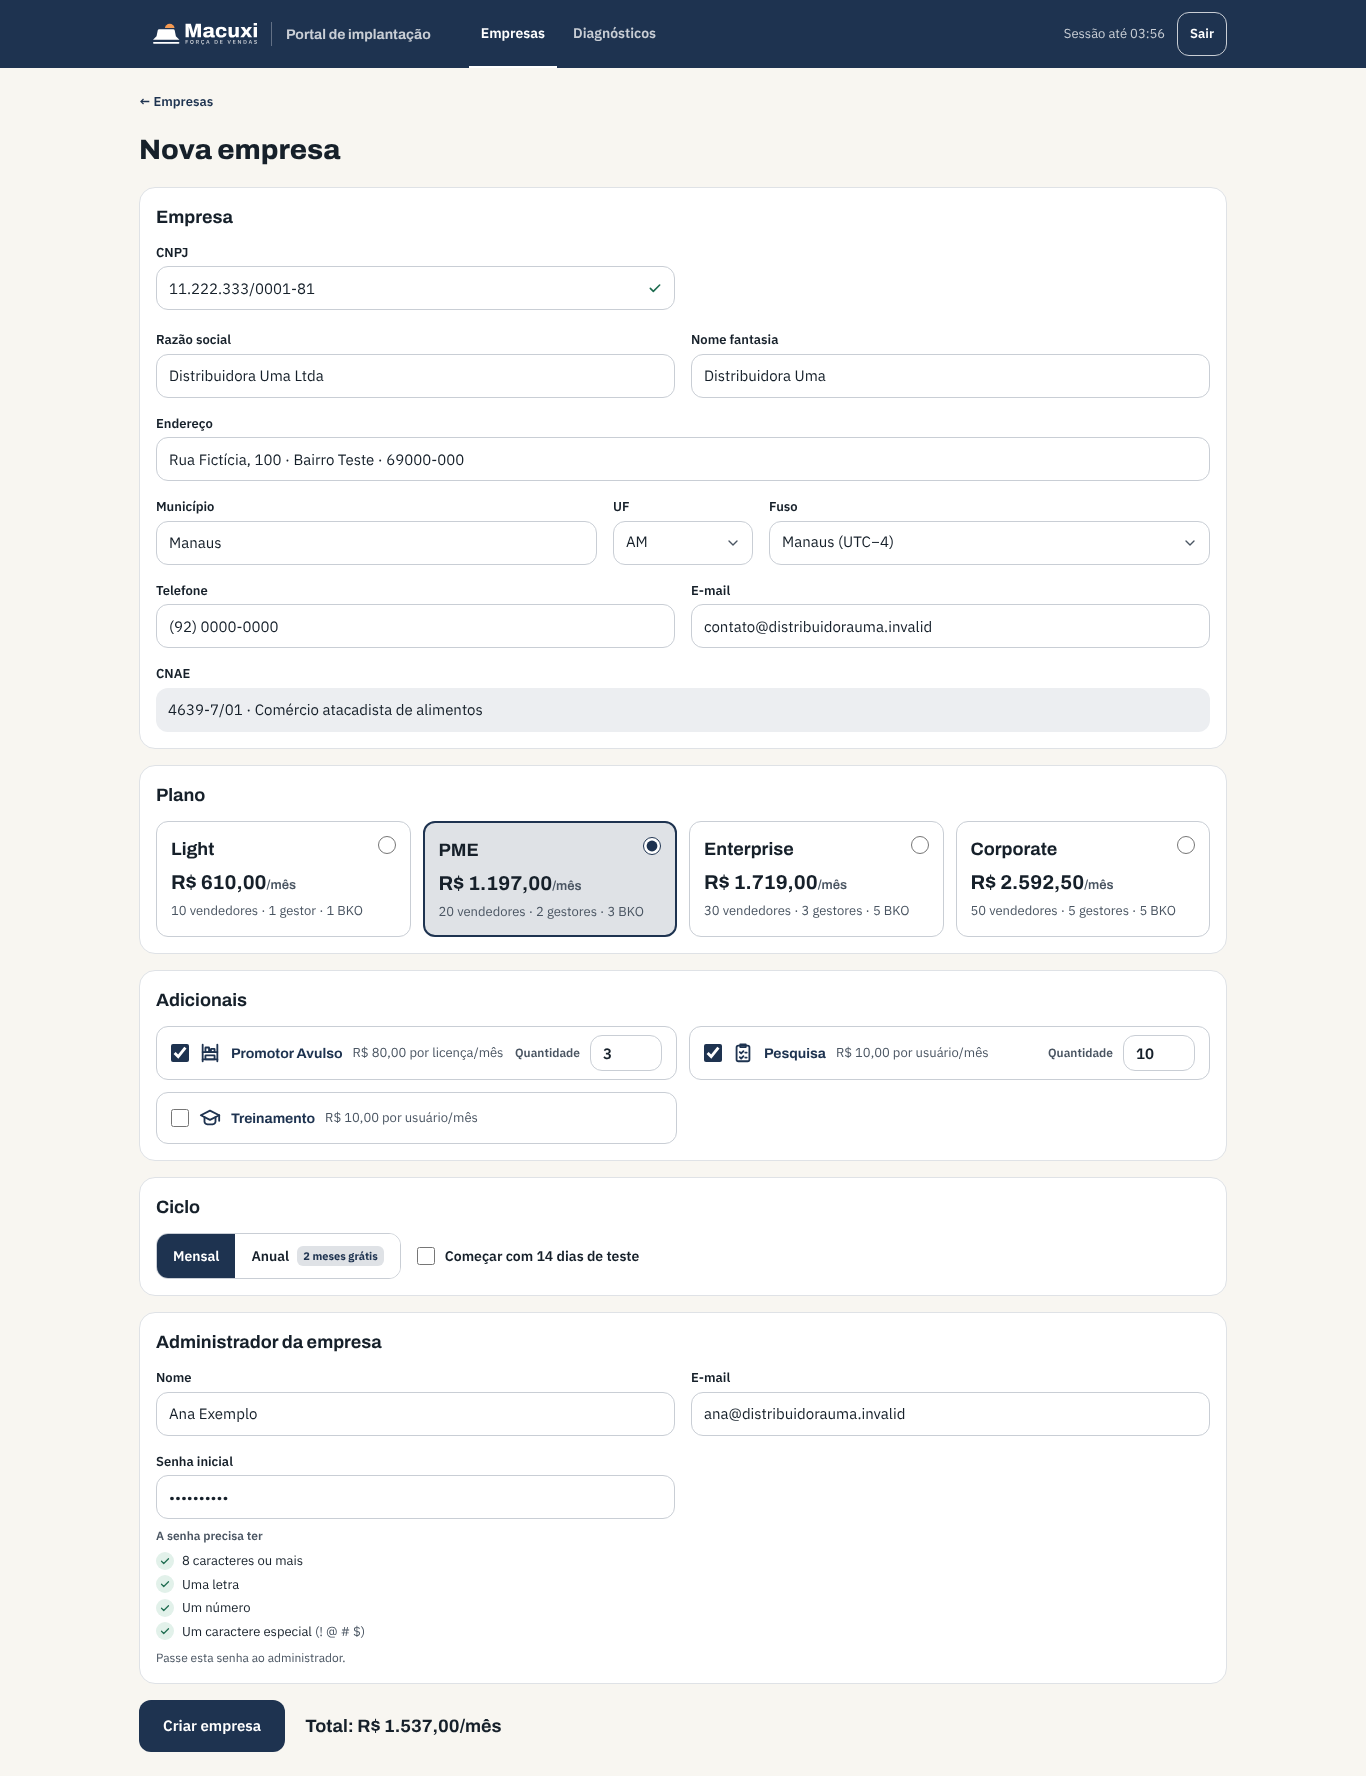 Macuxi
FORÇA DE VENDAS
Portal de implantação
Empresas
Diagnósticos
Sessão até 03:56
Sair
← Empresas
Nova empresa
Empresa
CNPJ
11.222.333/0001-81
Razão social
Nome fantasia
Distribuidora Uma Ltda
Distribuidora Uma
Endereço
Rua Fictícia, 100 · Bairro Teste · 69000-000
Município
UF
Fuso
Manaus
AM
Manaus (UTC−4)
Telefone
E-mail
(92) 0000-0000
contato@distribuidorauma.invalid
CNAE
4639-7/01 · Comércio atacadista de alimentos
Plano
Light
R$ 610,00/mês
10 vendedores · 1 gestor · 1 BKO
PME
R$ 1.197,00/mês
20 vendedores · 2 gestores · 3 BKO
Enterprise
R$ 1.719,00/mês
30 vendedores · 3 gestores · 5 BKO
Corporate
R$ 2.592,50/mês
50 vendedores · 5 gestores · 5 BKO
Adicionais
Promotor Avulso R$ 80,00 por licença/mês Quantidade 3
Pesquisa R$ 10,00 por usuário/mês Quantidade 10
Treinamento R$ 10,00 por usuário/mês
Ciclo
Mensal
Anual 2 meses grátis
Começar com 14 dias de teste
Administrador da empresa
Nome
E-mail
Ana Exemplo
ana@distribuidorauma.invalid
Senha inicial
••••••••••
A senha precisa ter
8 caracteres ou mais
Uma letra
Um número
Um caractere especial (! @ # $)
Passe esta senha ao administrador.
Criar empresa
Total: R$ 1.537,00/mês